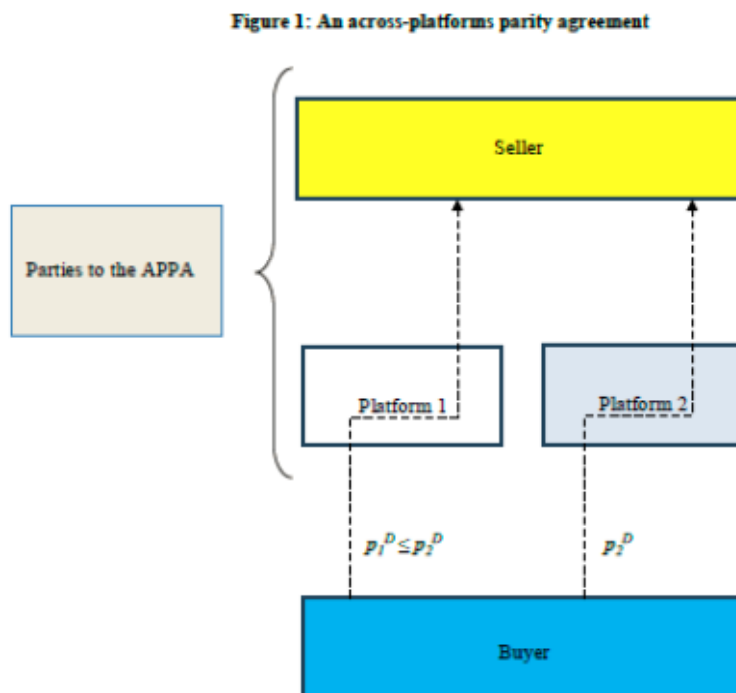 Figure 1: An across-platforms parity agreement
Seller
Parties to the APPA
Platform 1
Platform 2
p₁ᴰ ≤ p₂ᴰ
p₂ᴰ
Buyer